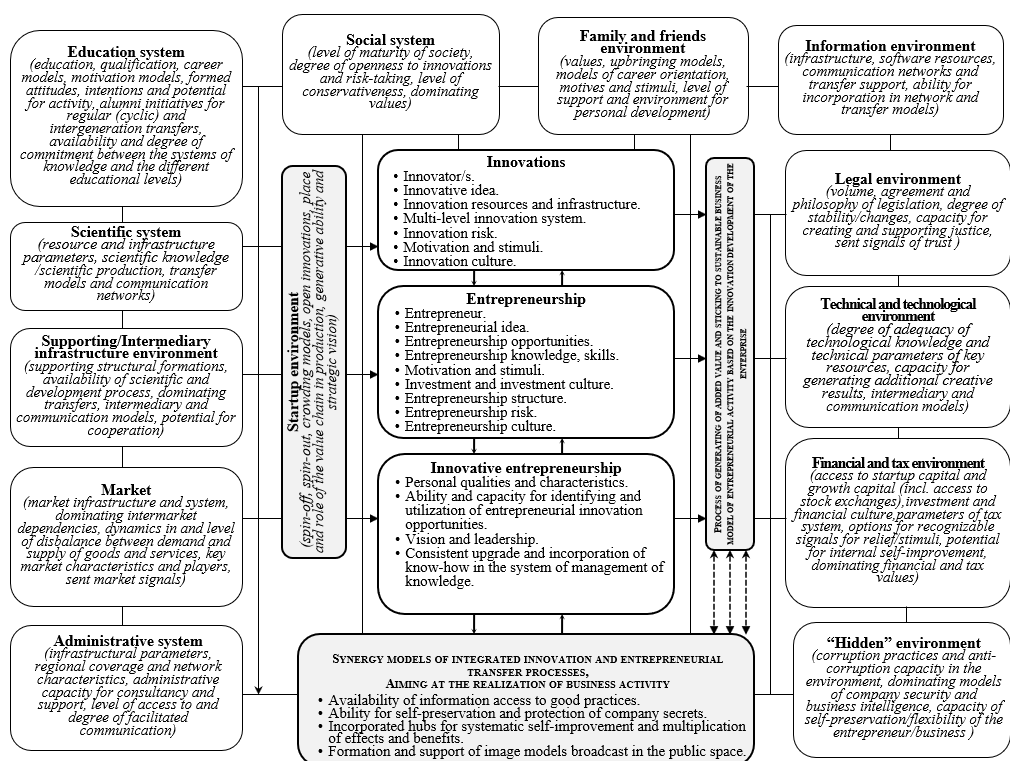 Education system
(education, qualification, career
models, motivation models, formed
attitudes, intentions and potential
for activity, alumni initiatives for
regular (cyclic) and
intergeneration transfers,
availability and degree of
commitment between the systems of
knowledge and the different
educational levels)
Social system
(level of maturity of society,
degree of openness to innovations
and risk-taking, level of
conservativeness, dominating
values)
Family and friends
environment
(values, upbringing models,
models of career orientation,
motives and stimuli, level of
support and environment for
personal development)
Information environment
(infrastructure, software resources,
communication networks and
transfer support, ability for
incorporation in network and
transfer models)
Scientific system
(resource and infrastructure
parameters, scientific knowledge
/scientific production, transfer
models and communication
networks)
Supporting/Intermediary
infrastructure environment
(supporting structural formations,
availability of scientific and
development process, dominating
transfers, intermediary and
communication models, potential for
cooperation)
Market
(market infrastructure and system,
dominating intermarket
dependencies, dynamics in and level
of disbalance between demand and
supply of goods and services, key
market characteristics and players,
sent market signals)
Administrative system
(infrastructural parameters,
regional coverage and network
characteristics, administrative
capacity for consultancy and
support, level of access to and
degree of facilitated
communication)
Startup environment
(spin-off, spin-out, crowding models, open innovations, place
and role of the value chain in production, generative ability and
strategic vision)
Innovations
• Innovator/s.
• Innovative idea.
• Innovation resources and infrastructure.
• Multi-level innovation system.
• Innovation risk.
• Motivation and stimuli.
• Innovation culture.
Entrepreneurship
• Entrepreneur.
• Entrepreneurial idea.
• Entrepreneurship opportunities.
• Entrepreneurship knowledge, skills.
• Motivation and stimuli.
• Investment and investment culture.
• Entrepreneurship structure.
• Entrepreneurship risk.
• Entrepreneurship culture.
Innovative entrepreneurship
• Personal qualities and characteristics.
• Ability and capacity for identifying and
utilization of entrepreneurial innovation
opportunities.
• Vision and leadership.
• Consistent upgrade and incorporation of
know-how in the system of management of
knowledge.
Synergy models of integrated innovation and entrepreneurial
transfer processes,
Aiming at the realization of business activity
• Availability of information access to good practices.
• Ability for self-preservation and protection of company secrets.
• Incorporated hubs for systematic self-improvement and multiplication
of effects and benefits.
• Formation and support of image models broadcast in the public space.
Process of generating of added value and sticking to sustainable business
model of entrepreneurial activity based on the innovation development of the
enterprise
Legal environment
(volume, agreement and
philosophy of legislation, degree of
stability/changes, capacity for
creating and supporting justice,
sent signals of trust )
Technical and technological
environment
(degree of adequacy of
technological knowledge and
technical parameters of key
resources, capacity for
generating additional creative
results, intermediary and
communication models)
Financial and tax environment
(access to startup capital and
growth capital (incl. access to
stock exchanges),investment and
financial culture,parameters of tax
system, options for recognizable
signals for relief/stimuli, potential
for internal self-improvement,
dominating financial and tax
values)
“Hidden” environment
(corruption practices and anti-
corruption capacity in the
environment, dominating models
of company security and
business intelligence, capacity of
self-preservation/flexibility of the
entrepreneur/business )